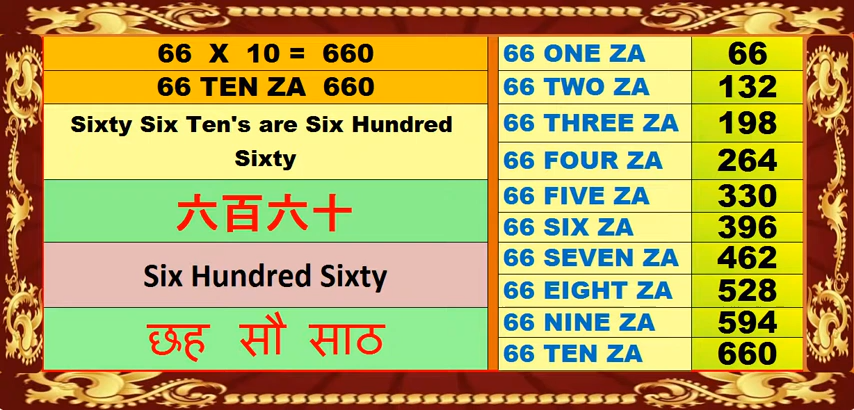 66 X 10 = 660
66 TEN ZA 660
Sixty Six Ten's are Six Hundred
Sixty
六百六十
Six Hundred Sixty
छह सौ साठ
66 ONE ZA 66
66 TWO ZA 132
66 THREE ZA 198
66 FOUR ZA 264
66 FIVE ZA 330
66 SIX ZA 396
66 SEVEN ZA 462
66 EIGHT ZA 528
66 NINE ZA 594
66 TEN ZA 660